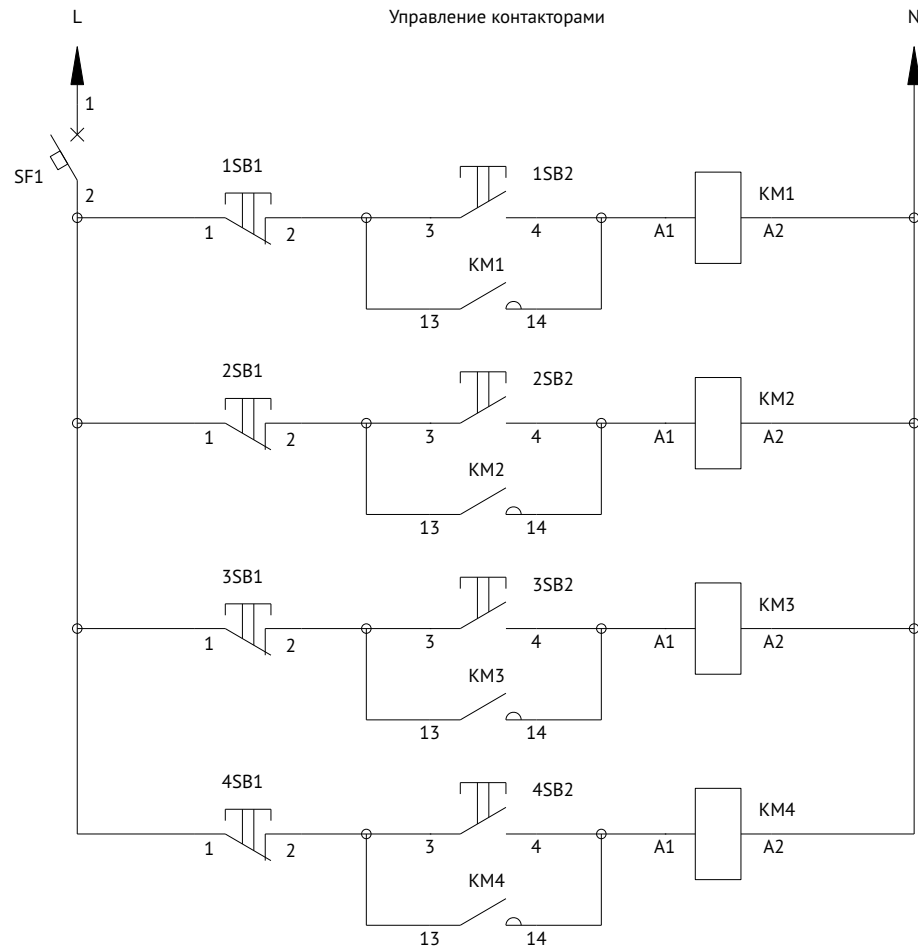 L Управление контакторами N
1
SF1
2
1SB1 1SB2 KM1
1 2 3 4 A1 A2
KM1
13 14
2SB1 2SB2 KM2
1 2 3 4 A1 A2
KM2
13 14
3SB1 3SB2 KM3
1 2 3 4 A1 A2
KM3
13 14
4SB1 4SB2 KM4
1 2 3 4 A1 A2
KM4
13 14